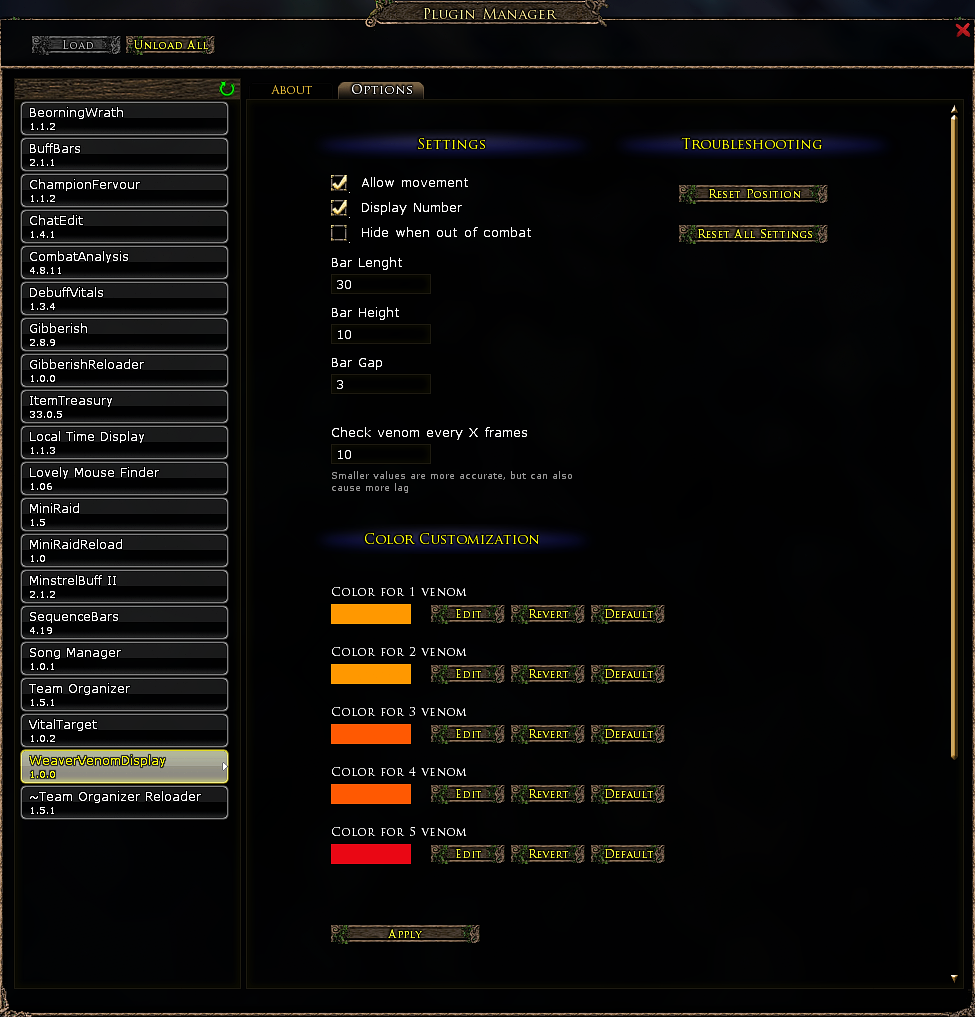 Plugin Manager
Load Unload All
BeorningWrath
1.1.2
BuffBars
2.1.1
ChampionFervour
1.1.2
ChatEdit
1.4.1
CombatAnalysis
4.8.11
DebuffVitals
1.3.4
Gibberish
2.8.9
GibberishReloader
1.0.0
ItemTreasury
33.0.5
Local Time Display
1.1.3
Lovely Mouse Finder
1.06
MiniRaid
1.5
MiniRaidReload
1.0
MinstrelBuff II
2.1.2
SequenceBars
4.19
Song Manager
1.0.1
Team Organizer
1.5.1
VitalTarget
1.0.2
WeaverVenomDisplay
1.0.0
~Team Organizer Reloader
1.5.1
About Options
Settings
Allow movement
Display Number
Hide when out of combat
Bar Lenght
30
Bar Height
10
Bar Gap
3
Check venom every X frames
10
Smaller values are more accurate, but can also
cause more lag
Troubleshooting
Reset Position
Reset All Settings
Color Customization
Color for 1 venom
Edit Revert Default
Color for 2 venom
Edit Revert Default
Color for 3 venom
Edit Revert Default
Color for 4 venom
Edit Revert Default
Color for 5 venom
Edit Revert Default
Apply